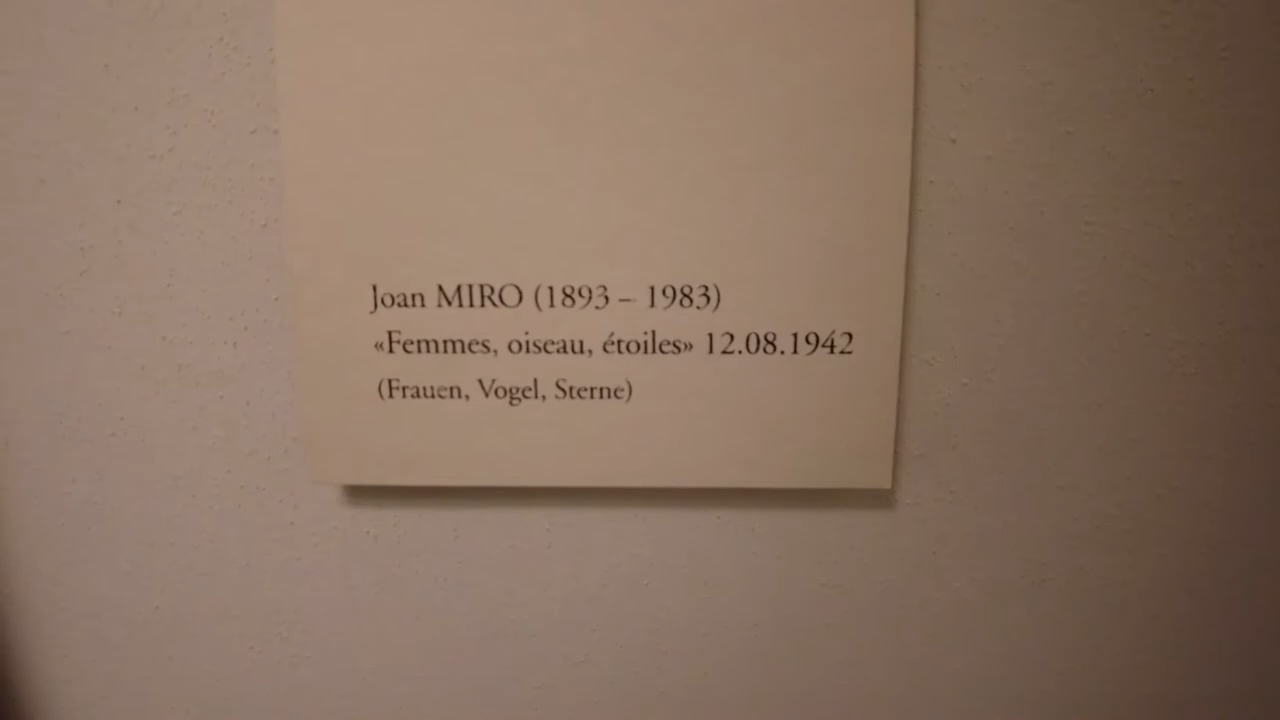 Joan MIRO (1893 – 1983)
«Femmes, oiseau, étoiles» 12.08.1942
(Frauen, Vogel, Sterne)